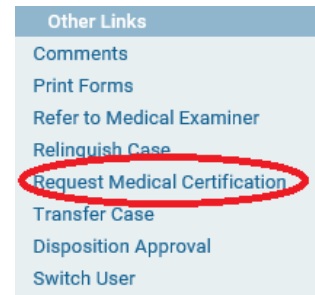 Other Links
Comments
Print Forms
Refer to Medical Examiner
Relinquish Case
Request Medical Certification
Transfer Case
Disposition Approval
Switch User